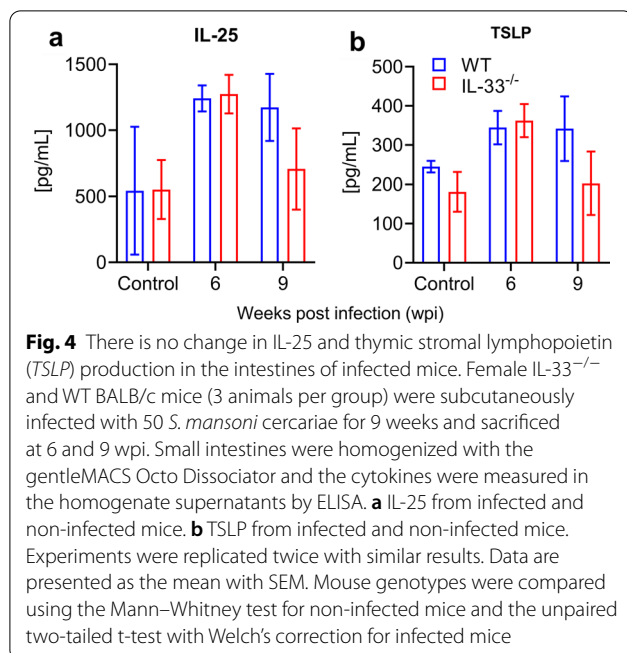 a
IL-25
1500
1000
500
0
[pg/mL]
Control
6
9
b
TSLP
WT
IL-33-/-
500
400
300
200
100
0
[pg/mL]
Control
6
9
Weeks post infection (wpi)
Fig. 4 There is no change in IL-25 and thymic stromal lymphopoietin
(TSLP) production in the intestines of infected mice. Female IL-33−/−
and WT BALB/c mice (3 animals per group) were subcutaneously
infected with 50 S. mansoni cercariae for 9 weeks and sacrificed
at 6 and 9 wpi. Small intestines were homogenized with the
gentleMACS Octo Dissociator and the cytokines were measured in
the homogenate supernatants by ELISA. a IL-25 from infected and
non-infected mice. b TSLP from infected and non-infected mice.
Experiments were replicated twice with similar results. Data are
presented as the mean with SEM. Mouse genotypes were compared
using the Mann–Whitney test for non-infected mice and the unpaired
two-tailed t-test with Welch's correction for infected mice